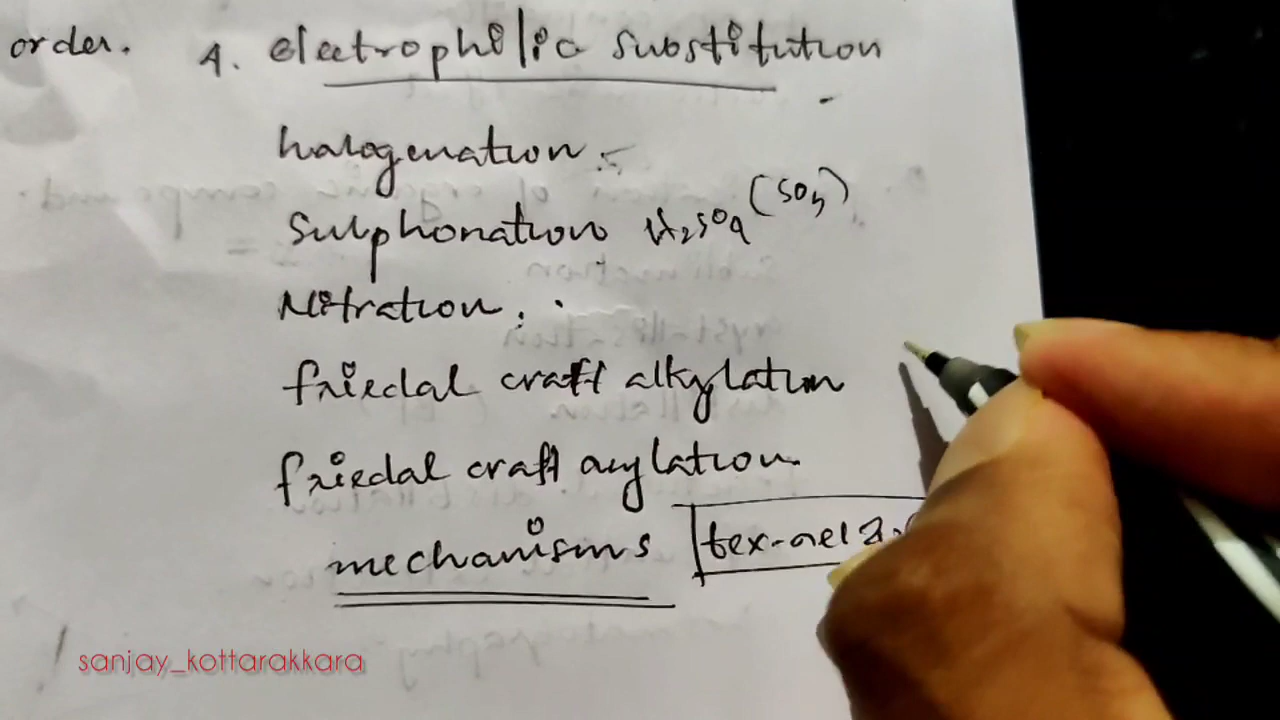 order. 4. electrophilic substitution
halogenation :-
Sulphonation H₂SO₄ (SO₃)
Nitration :
friedal craft alkylation
friedal craft acylation
mechanisms
sanjay_kottarakkara